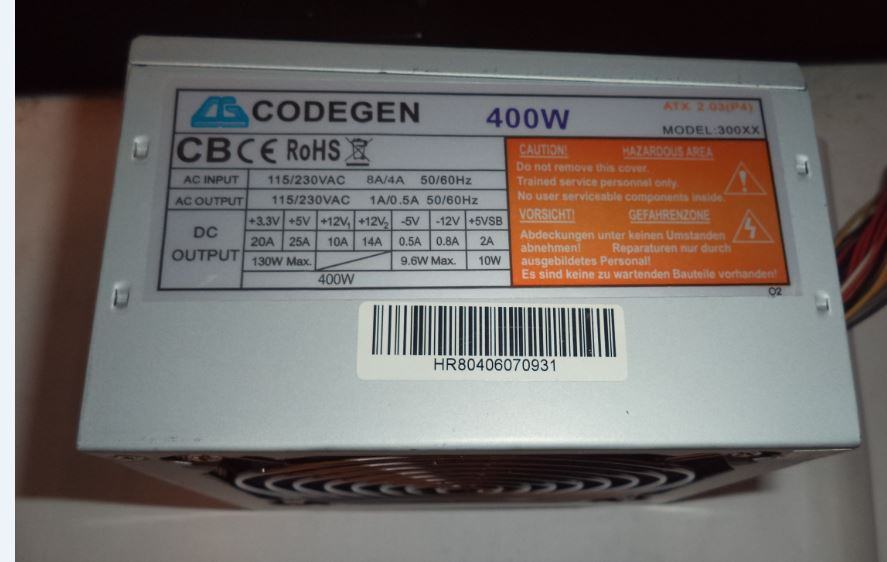 CODEGEN 400W ATX 2.03(P4)
MODEL:300XX
CB CE RoHS
AC INPUT 115/230VAC 8A/4A 50/60Hz
AC OUTPUT 115/230VAC 1A/0.5A 50/60Hz
DC OUTPUT
+3.3V +5V +12V1 +12V2 -5V -12V +5VSB
20A 25A 10A 14A 0.5A 0.8A 2A
130W Max. 9.6W Max. 10W
400W
CAUTION! HAZARDOUS AREA
Do not remove this cover.
Trained service personnel only.
No user serviceable components inside.
VORSICHT! GEFAHRENZONE
Abdeckungen unter keinen Umstanden
abnehmen! Reparaturen nur durch
ausgebildetes Personal!
Es sind keine zu wartenden Bauteile vorhanden!
Q2
HR80406070931